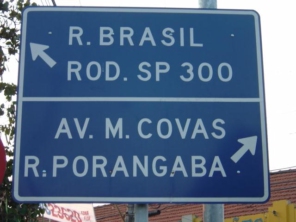 R. BRASIL
ROD. SP 300
AV. M. COVAS
R. PORANGABA